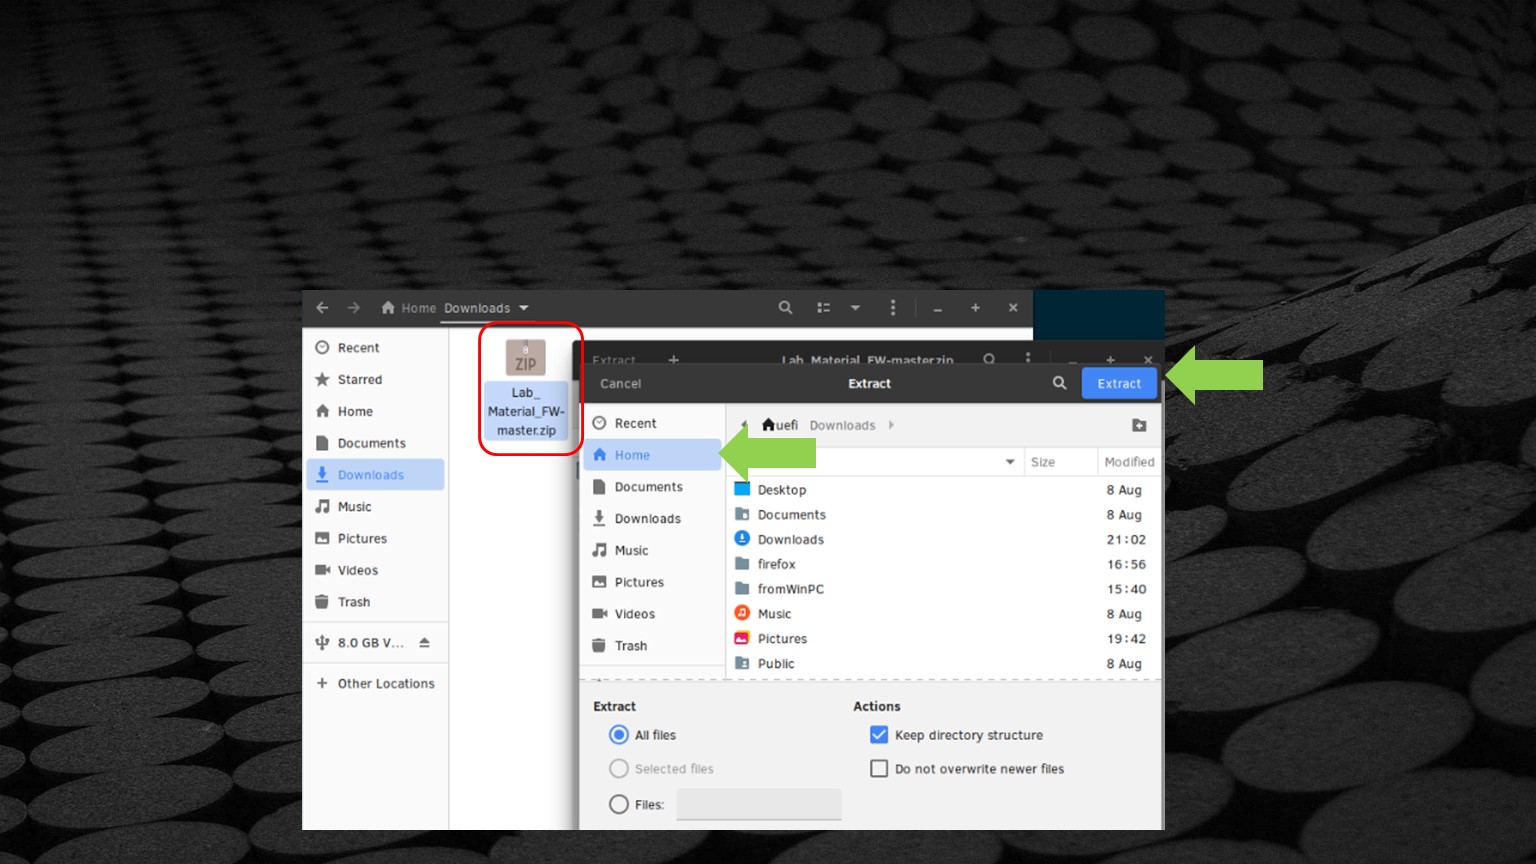 Home Downloads
Recent
Starred
Home
Documents
Downloads
Music
Pictures
Videos
Trash
8.0 GB V...
Other Locations
ZIP
Lab_
Material_FW-
master.zip
Extract
Lab_Material_FW-master.zip
Cancel
Extract
Extract
Recent
Home
Documents
Downloads
Music
Pictures
Videos
Trash
uefi Downloads
Size Modified
Desktop 8 Aug
Documents 8 Aug
Downloads 21:02
firefox 16:56
fromWinPC 15:40
Music 8 Aug
Pictures 19:42
Public 8 Aug
Extract
All files
Selected files
Files:
Actions
Keep directory structure
Do not overwrite newer files